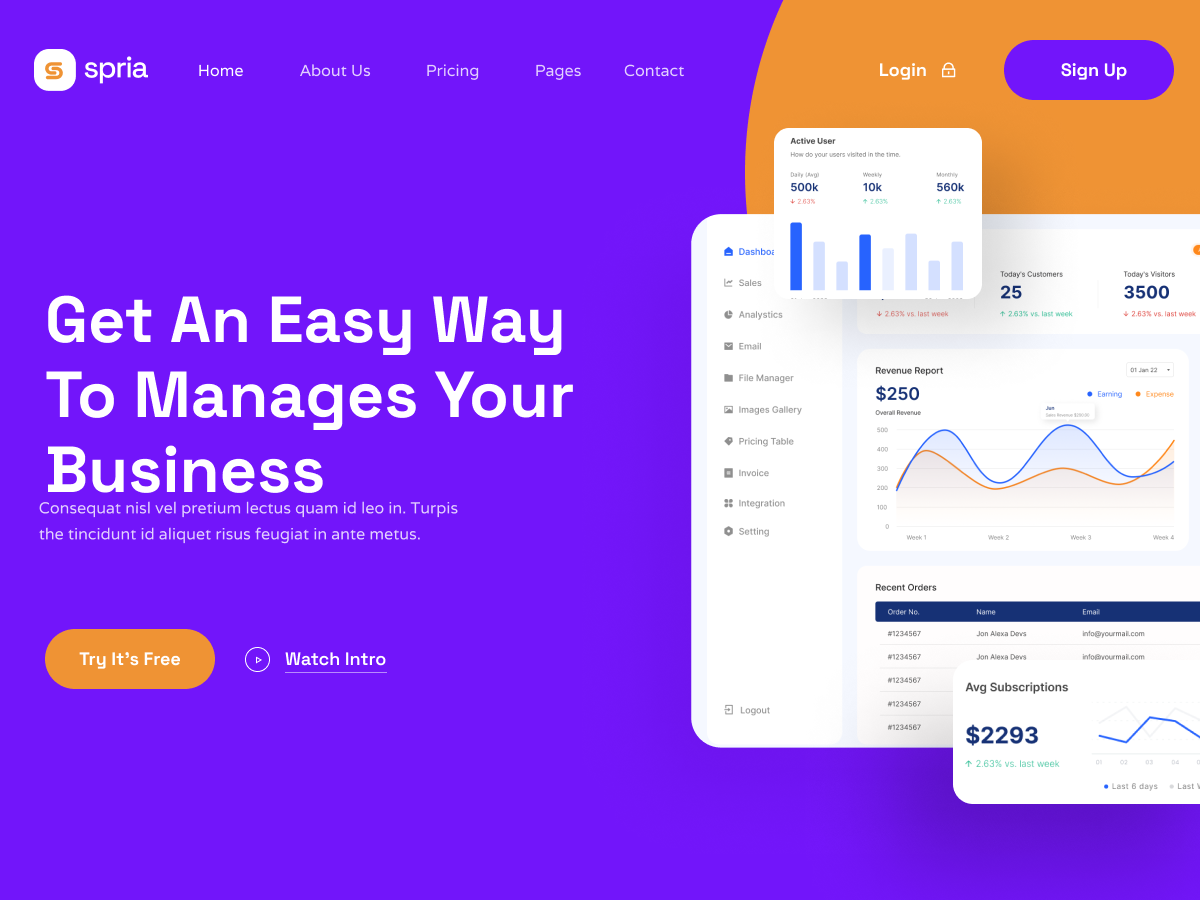 spria
Home
About Us
Pricing
Pages
Contact
Login
Sign Up
Get An Easy Way
To Manages Your
Business
Consequat nisl vel pretium lectus quam id leo in. Turpis
the tincidunt id aliquet risus feugiat in ante metus.
Try It's Free
Watch Intro
Active User
How do your users visited in the time.
Daily (Avg)
Weekly
Monthly
500k
10k
560k
2.63%
2.63%
2.63%
Sales
Analystics
Email
File Manager
Images Gallery
Pricing Table
Invoice
Integration
Setting
Logout
Today's Customers
Today's Visitors
25
3500
2.63% vs. last week
2.63% vs. last week
2.63% vs. last week
Revenue Report
01 Jan 22
$250
Earning
Expense
Overall Revenue
Jun
Sales Revenue
500
400
300
200
100
0
Week 1
Week 2
Week 3
Week 4
Recent Orders
Order No.
Name
Email
#1234567
Jon Alexa Devs
info@yourmail.com
#1234567
Jon Alexa Devs
info@yourmail.com
#1234567
#1234567
#1234567
Avg Subscriptions
$2293
2.63% vs. last week
01
02
03
04
Last 6 days
Last